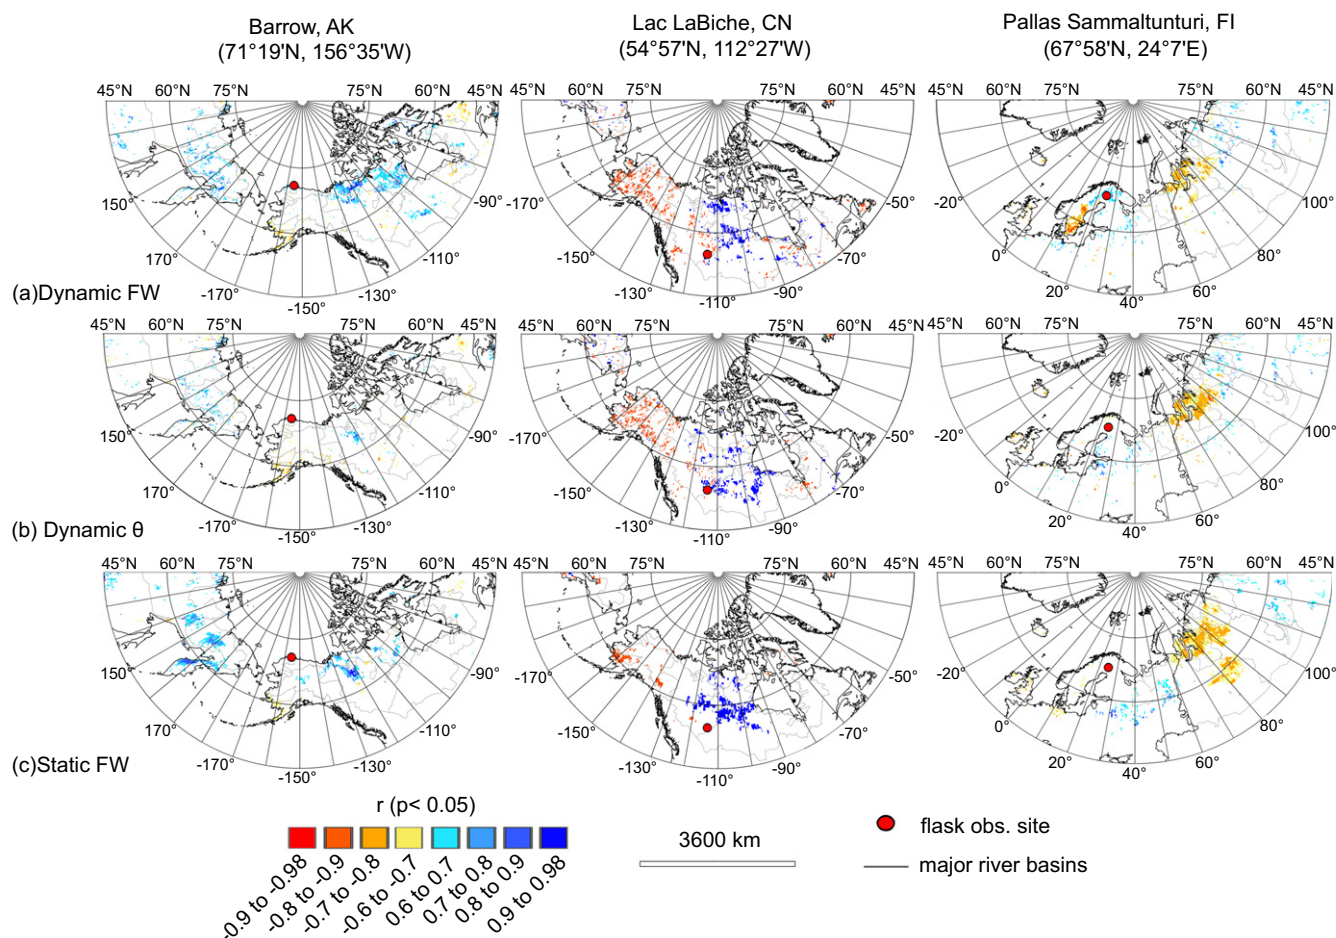 Barrow, AK
(71°19'N, 156°35'W)
Lac LaBiche, CN
(54°57'N, 112°27'W)
Pallas Sammaltunturi, FI
(67°58'N, 24°7'E)
45°N 60°N 75°N 75°N 60°N 45°N
45°N 60°N 75°N 75°N 60°N 45°N
60°N 75°N 75°N 60°N 45°N
150°
170°
-170°
-150°
-130°
-110°
-90°
-170°
-150°
-130°
-110°
-90°
-70°
-50°
-20°
0°
20°
40°
60°
80°
100°
(a)Dynamic FW
45°N 60°N 75°N 75°N 60°N 45°N
45°N 60°N 75°N 75°N 60°N 45°N
60°N 75°N 75°N 60°N 45°N
150°
170°
-170°
-150°
-130°
-110°
-90°
-170°
-150°
-130°
-110°
-90°
-70°
-50°
-20°
0°
20°
40°
60°
80°
100°
(b) Dynamic θ
45°N 60°N 75°N 75°N 60°N 45°N
45°N 60°N 75°N 75°N 60°N 45°N
60°N 75°N 75°N 60°N 45°N
150°
170°
-170°
-150°
-130°
-110°
-90°
-170°
-150°
-130°
-110°
-90°
-70°
-50°
-20°
0°
20°
40°
60°
80°
100°
(c)Static FW
r (p< 0.05)
-0.9 to -0.98
-0.8 to -0.9
-0.7 to -0.8
-0.6 to -0.7
0.6 to 0.7
0.7 to 0.8
0.8 to 0.9
0.9 to 0.98
3600 km
flask obs. site
major river basins